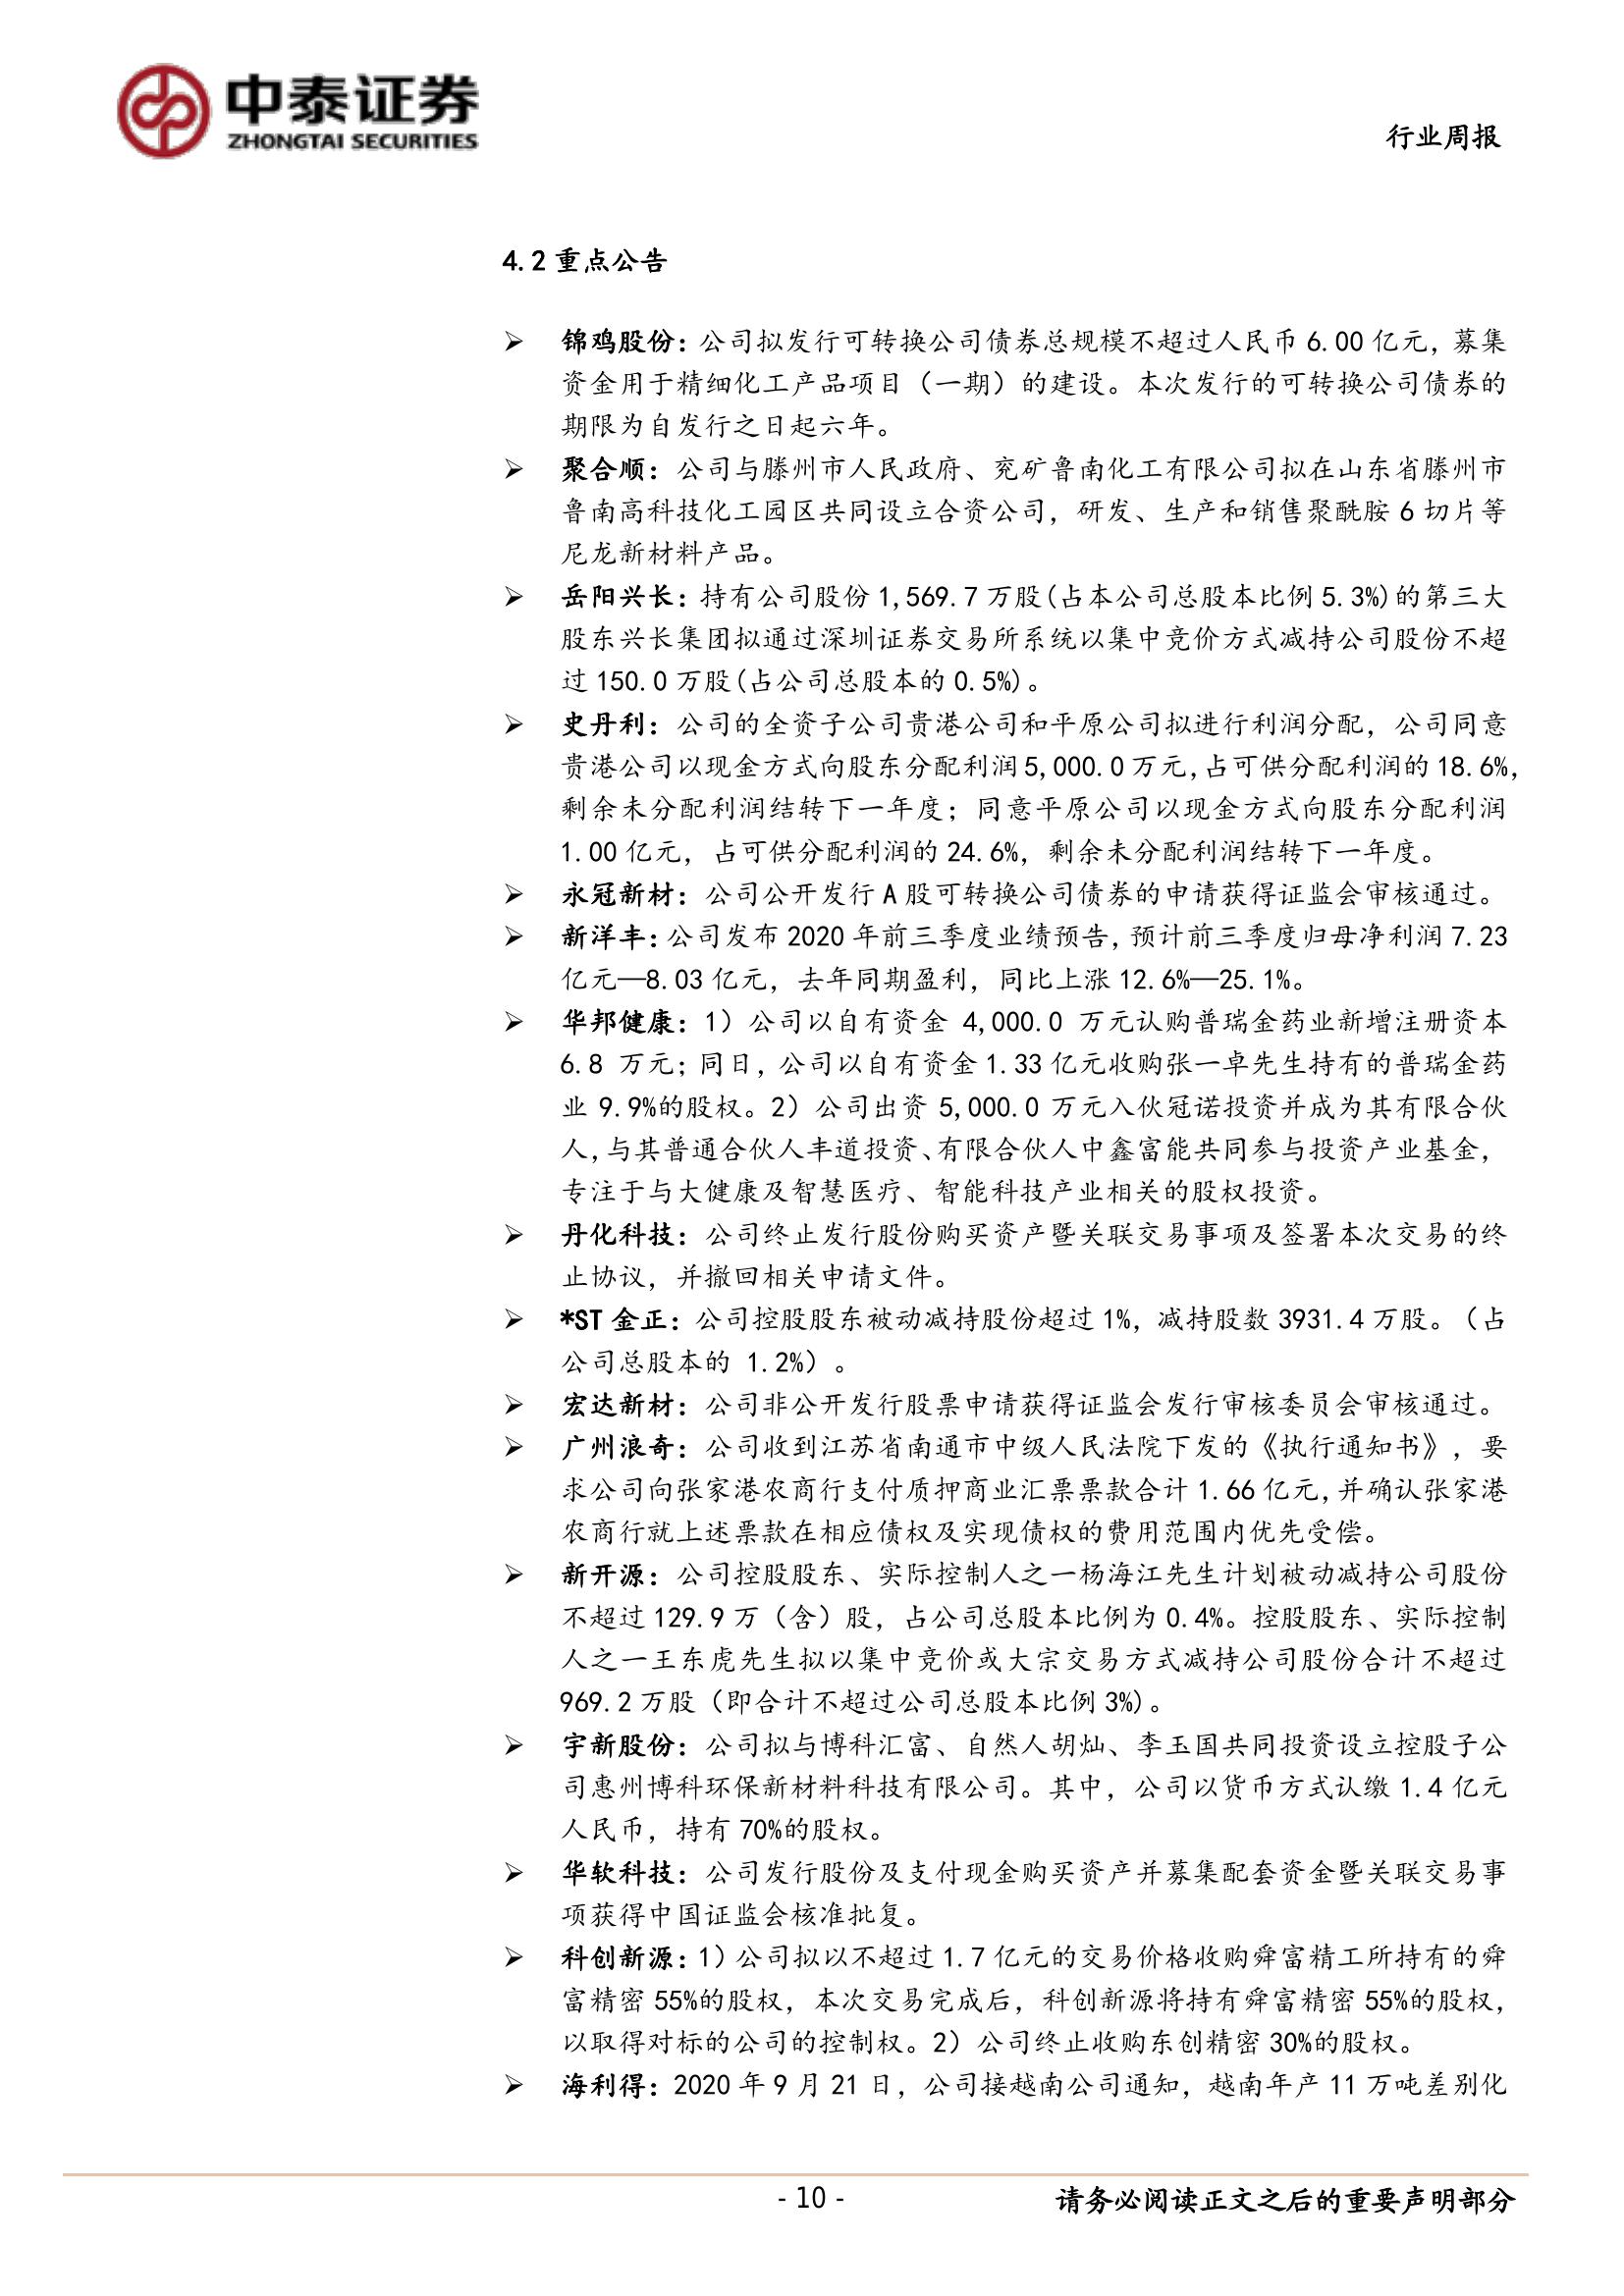 中泰证券
ZHONGTAI SECURITIES
行业周报
4.2 重点公告
➢ 锦鸡股份：公司拟发行可转换公司债券总规模不超过人民币 6.00 亿元，募集
资金用于精细化工产品项目（一期）的建设。本次发行的可转换公司债券的
期限为自发行之日起六年。
➢ 聚合顺：公司与滕州市人民政府、兖矿鲁南化工有限公司拟在山东省滕州市
鲁南高科技化工园区共同设立合资公司，研发、生产和销售聚酰胺 6 切片等
尼龙新材料产品。
➢ 岳阳兴长：持有公司股份 1,569.7 万股(占本公司总股本比例 5.3%)的第三大
股东兴长集团拟通过深圳证券交易所系统以集中竞价方式减持公司股份不超
过 150.0 万股(占公司总股本的 0.5%)。
➢ 史丹利：公司的全资子公司贵港公司和平原公司拟进行利润分配，公司同意
贵港公司以现金方式向股东分配利润 5,000.0 万元,占可供分配利润的 18.6%，
剩余未分配利润结转下一年度；同意平原公司以现金方式向股东分配利润
1.00 亿元，占可供分配利润的 24.6%，剩余未分配利润结转下一年度。
➢ 永冠新材：公司公开发行 A 股可转换公司债券的申请获得证监会审核通过。
➢ 新洋丰：公司发布 2020 年前三季度业绩预告，预计前三季度归母净利润 7.23
亿元—8.03 亿元，去年同期盈利，同比上涨 12.6%—25.1%。
➢ 华邦健康：1）公司以自有资金 4,000.0 万元认购普瑞金药业新增注册资本
6.8 万元；同日，公司以自有资金 1.33 亿元收购张一卓先生持有的普瑞金药
业 9.9%的股权。2）公司出资 5,000.0 万元入伙冠诺投资并成为其有限合伙
人，与其普通合伙人丰道投资、有限合伙人中鑫富能共同参与投资产业基金，
专注于与大健康及智慧医疗、智能科技产业相关的股权投资。
➢ 丹化科技：公司终止发行股份购买资产暨关联交易事项及签署本次交易的终
止协议，并撤回相关申请文件。
➢ *ST 金正：公司控股股东被动减持股份超过 1%，减持股数 3931.4 万股。（占
公司总股本的 1.2%）。
➢ 宏达新材：公司非公开发行股票申请获得证监会发行审核委员会审核通过。
➢ 广州浪奇：公司收到江苏省南通市中级人民法院下发的《执行通知书》，要
求公司向张家港农商行支付质押商业汇票票款合计 1.66 亿元，并确认张家港
农商行就上述票款在相应债权及实现债权的费用范围内优先受偿。
➢ 新开源：公司控股股东、实际控制人之一杨海江先生计划被动减持公司股份
不超过 129.9 万（含）股，占公司总股本比例为 0.4%。控股股东、实际控制
人之一王东虎先生拟以集中竞价或大宗交易方式减持公司股份合计不超过
969.2 万股（即合计不超过公司总股本比例 3%)。
➢ 宇新股份：公司拟与博科汇富、自然人胡灿、李玉国共同投资设立控股子公
司惠州博科环保新材料科技有限公司。其中，公司以货币方式认缴 1.4 亿元
人民币，持有 70%的股权。
➢ 华软科技：公司发行股份及支付现金购买资产并募集配套资金暨关联交易事
项获得中国证监会核准批复。
➢ 科创新源：1）公司拟以不超过 1.7 亿元的交易价格收购舜富精工所持有的舜
富精密 55%的股权，本次交易完成后，科创新源将持有舜富精密 55%的股权，
以取得对标的公司的控制权。2）公司终止收购东创精密 30%的股权。
➢ 海利得：2020 年 9 月 21 日，公司接越南公司通知，越南年产 11 万吨差别化
- 10 -
请务必阅读正文之后的重要声明部分